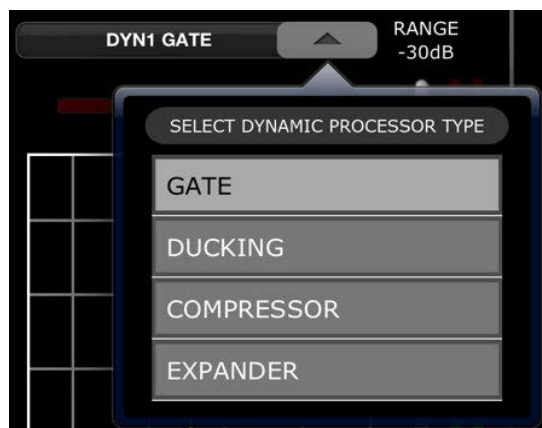 DYN1 GATE
RANGE
-30dB
SELECT DYNAMIC PROCESSOR TYPE
GATE
DUCKING
COMPRESSOR
EXPANDER